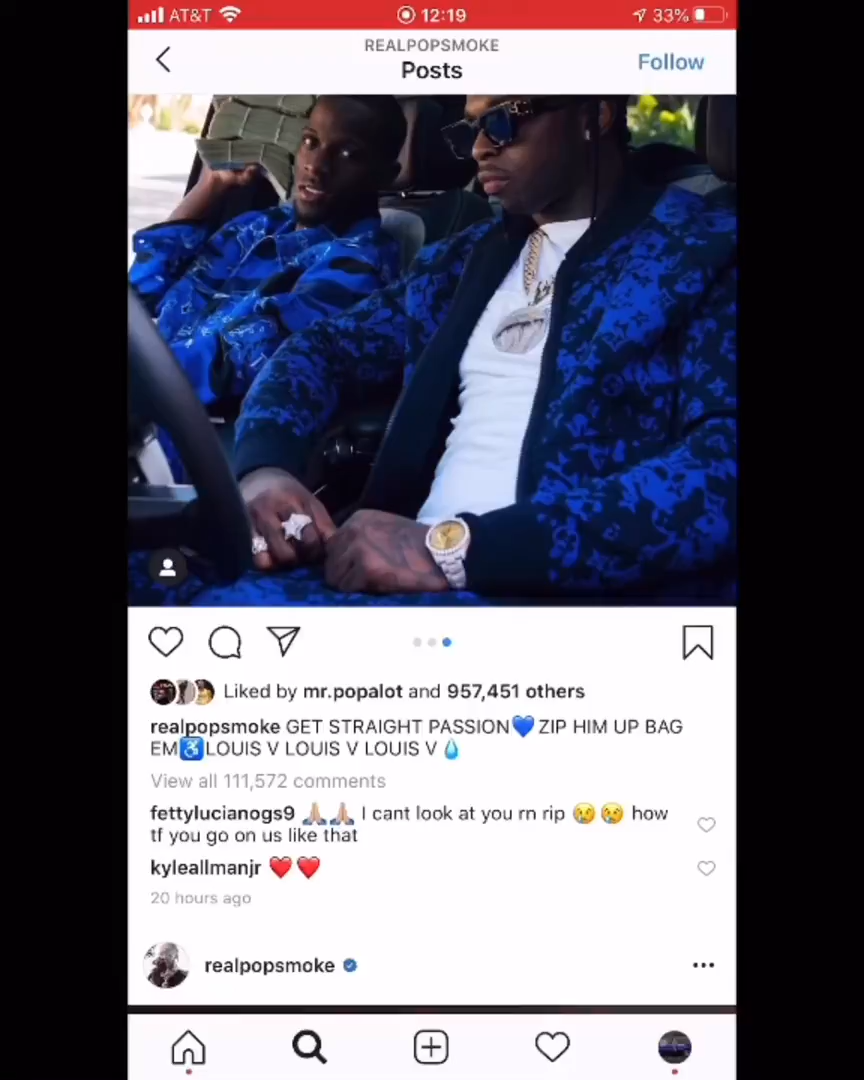 AT&T 12:19 33%
REALPOPSMOKE
Posts
Follow
Liked by mr.popalot and 957,451 others
realpopsmoke GET STRAIGHT PASSION💙ZIP HIM UP BAG
EM♿LOUIS V LOUIS V LOUIS V💧
View all 111,572 comments
fettylucianogs9 🙏🏼🙏🏼 I cant look at you rn rip 😢😢 how
tf you go on us like that
kyleallmanjr ❤️❤️
20 hours ago
realpopsmoke